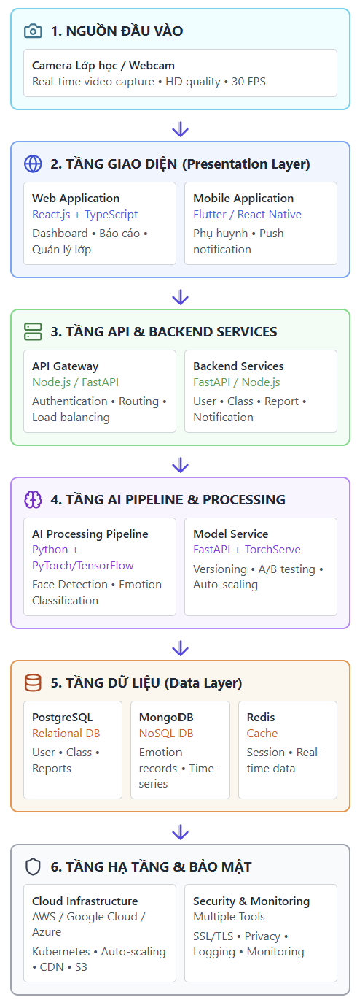 1. NGUỒN ĐẦU VÀO
Camera Lớp học / Webcam
Real-time video capture • HD quality • 30 FPS
2. TẦNG GIAO DIỆN (Presentation Layer)
Web Application
React.js + TypeScript
Dashboard • Báo cáo •
Quản lý lớp
Mobile Application
Flutter / React Native
Phụ huynh • Push
notification
3. TẦNG API & BACKEND SERVICES
API Gateway
Node.js / FastAPI
Authentication • Routing •
Load balancing
Backend Services
FastAPI / Node.js
User • Class • Report •
Notification
4. TẦNG AI PIPELINE & PROCESSING
AI Processing Pipeline
Python +
PyTorch/TensorFlow
Face Detection • Emotion
Classification
Model Service
FastAPI + TorchServe
Versioning • A/B testing •
Auto-scaling
5. TẦNG DỮ LIỆU (Data Layer)
PostgreSQL
Relational DB
User • Class •
Reports
MongoDB
NoSQL DB
Emotion
records • Time-
series
Redis
Cache
Session • Real-
time data
6. TẦNG HẠ TẦNG & BẢO MẬT
Cloud Infrastructure
AWS / Google Cloud /
Azure
Kubernetes • Auto-scaling
• CDN • S3
Security & Monitoring
Multiple Tools
SSL/TLS • Privacy •
Logging • Monitoring